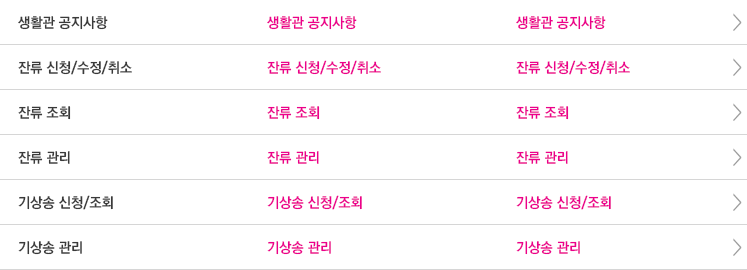 생활관 공지사항 생활관 공지사항 생활관 공지사항
잔류 신청/수정/취소 잔류 신청/수정/취소 잔류 신청/수정/취소
잔류 조회 잔류 조회 잔류 조회
잔류 관리 잔류 관리 잔류 관리
기상송 신청/조회 기상송 신청/조회 기상송 신청/조회
기상송 관리 기상송 관리 기상송 관리